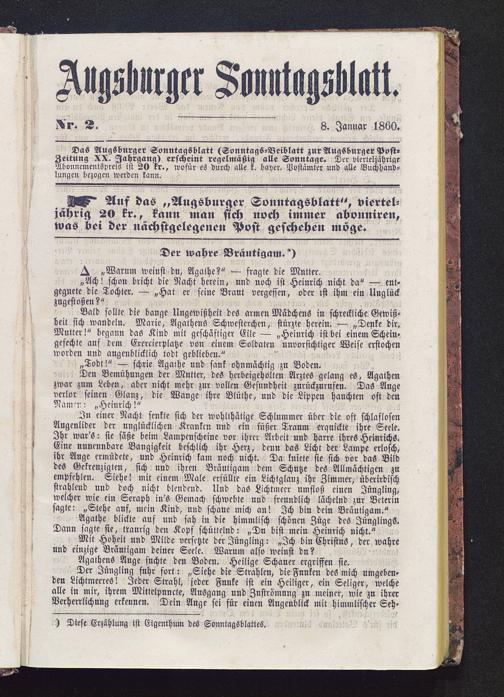 Augsburger Sonntagsblatt.
Nr. 2. 8. Januar 1860.
Das Augsburger Sonntagsblatt (Sonntags-Beiblatt zur Augsburger Post-
Zeitung XX. Jahrgang) erscheint regelmäßig alle Sonntage. Der vierteljährige
Abonnementspreis ist 20 kr., wofür es durch alle k. bayer. Postämter und alle Buchhand-
lungen bezogen werden kann.
Auf das „Augsburger Sonntagsblatt“, viertel-
jährig 20 kr., kann man sich noch immer abonniren,
was bei der nächstgelegenen Post geschehen möge.
Der wahre Bräutigam.*)
△ „Warum weinst du, Agathe?“ — fragte die Mutter.
„Ach! schon bricht die Nacht herein, und noch ist Heinrich nicht da“ — ent-
gegnete die Tochter. — „Hat er seine Braut vergessen, oder ist ihm ein Unglück
zugestoßen?“
Bald sollte die bange Ungewißheit des armen Mädchens in schreckliche Gewiß-
heit sich wandeln. Marie, Agathens Schwesterchen, stürzte herein. — „Denke dir,
Mutter!“ begann das Kind mit geschäftiger Eile — „Heinrich ist bei einem Schein-
gefechte auf dem Exercierplatze von einem Soldaten unvorsichtiger Weise erstochen
worden und augenblicklich todt geblieben.“
„Todt!“ — schrie Agathe und sank ohnmächtig zu Boden.
Den Bemühungen der Mutter, des herbeigeholten Arztes gelang es, Agathen
zwar zum Leben, aber nicht mehr zur vollen Gesundheit zurückzurufen. Das Auge
verlor seinen Glanz, die Wange ihre Blüthe, und die Lippen hauchten oft den
Namen: „Heinrich!“
In einer Nacht senkte sich der wohlthätige Schlummer über die oft schlaflosen
Augenlider der unglücklichen Kranken und ein süßer Traum erquickte ihre Seele.
Ihr war's: sie säße beim Lampenscheine vor ihrer Arbeit und harre ihres Heinrichs.
Eine unnennbare Bangigkeit beschlich ihr Herz, denn das Licht der Lampe erlosch,
ihr Auge ermüdete, und Heinrich kam noch nicht. Da kniete sie sich vor das Bild
des Gekreuzigten, sich und ihren Bräutigam dem Schutze des Allmächtigen zu
empfehlen. Siehe! mit einem Male erfüllte ein Lichtglanz ihr Zimmer, überirdisch
strahlend und doch nicht blendend. Und das Lichtmeer umfloß einen Jüngling,
welcher wie ein Seraph in's Gemach schwebte und freundlich lächelnd zur Beterin
sagte: „Stehe auf, mein Kind, und schaue mich an! Ich bin dein Bräutigam.“
Agathe blickte auf und sah in die himmlisch schönen Züge des Jünglings.
Dann sagte sie, traurig den Kopf schüttelnd: „Du bist mein Heinrich nicht.“
Mit Hoheit und Milde versetzte der Jüngling: „Ich bin Christus, der wahre
und einzige Bräutigam deiner Seele. Warum also weinst du?
Agathens Auge suchte den Boden. Heilige Schauer ergriffen sie.
Der Jüngling fuhr fort: „Siehe die Strahlen, die Funken des mich umgeben-
den Lichtmeeres! Jeder Strahl, jeder Funke ist ein Heiliger, ein Seliger, welche
alle in mir, ihrem Mittelpuncte, Ausgang und Zuströmung zu meiner, wie zu ihrer
Verherrlichung erkennen. Dein Auge sei für einen Augenblick mit himmlischer Seh-
*) Diese Erzählung ist Eigenthum des Sonntagsblattes.